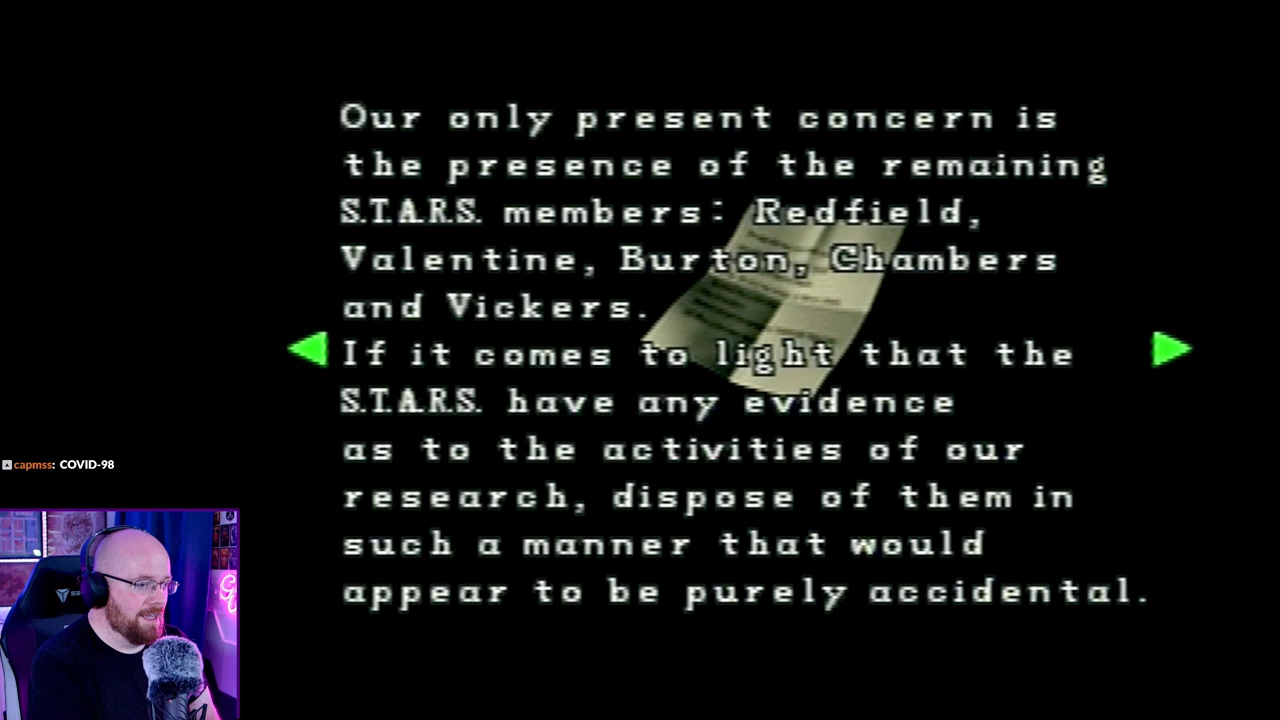 Our only present concern is
the presence of the remaining
S.T.A.R.S. members: Redfield,
Valentine, Burton, Chambers
and Vickers.
If it comes to light that the
S.T.A.R.S. have any evidence
as to the activities of our
research, dispose of them in
such a manner that would
appear to be purely accidental.
capmss: COVID-98